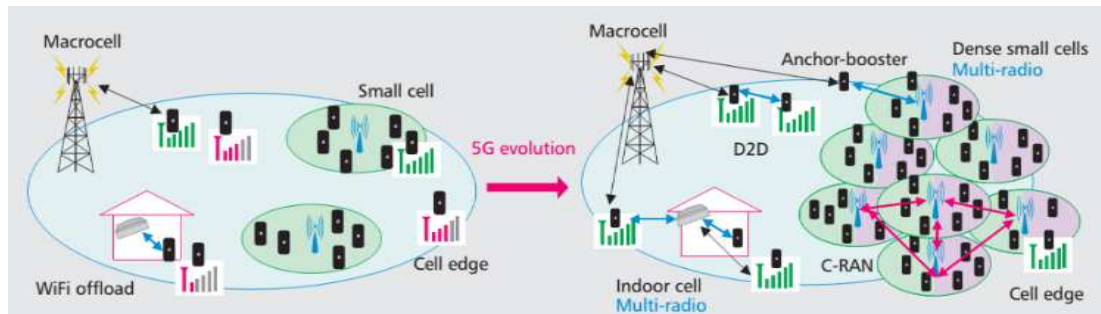 Macrocell
Small cell
WiFi offload
Cell edge
5G evolution
Macrocell
Anchor-booster
Dense small cells
Multi-radio
D2D
C-RAN
Indoor cell
Multi-radio
Cell edge